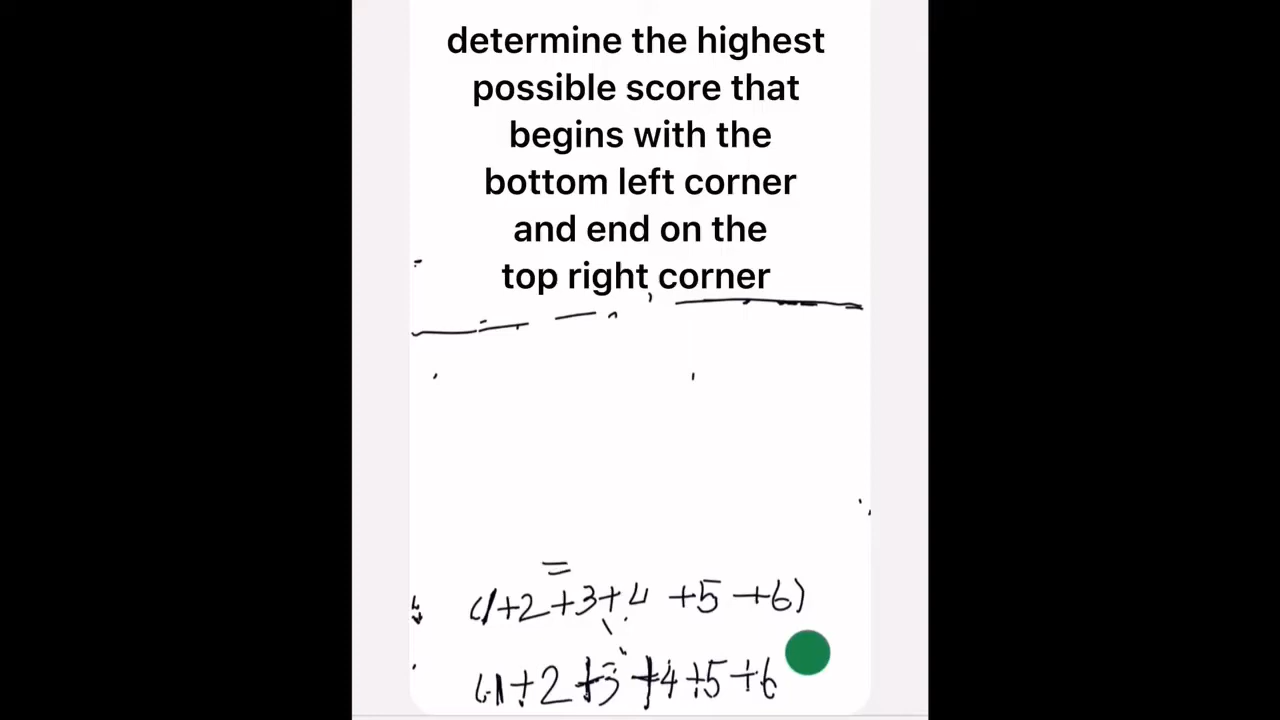 determine the highest
possible score that
begins with the
bottom left corner
and end on the
top right corner
=
(1+2+3+4 +5 +6)
(1+2+3+4+5+6